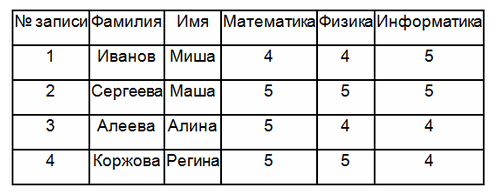 № записи Фамилия Имя Математика Физика Информатика
1 Иванов Миша 4 4 5
2 Сергеева Маша 5 5 5
3 Алеева Алина 5 4 4
4 Коржова Регина 5 5 4